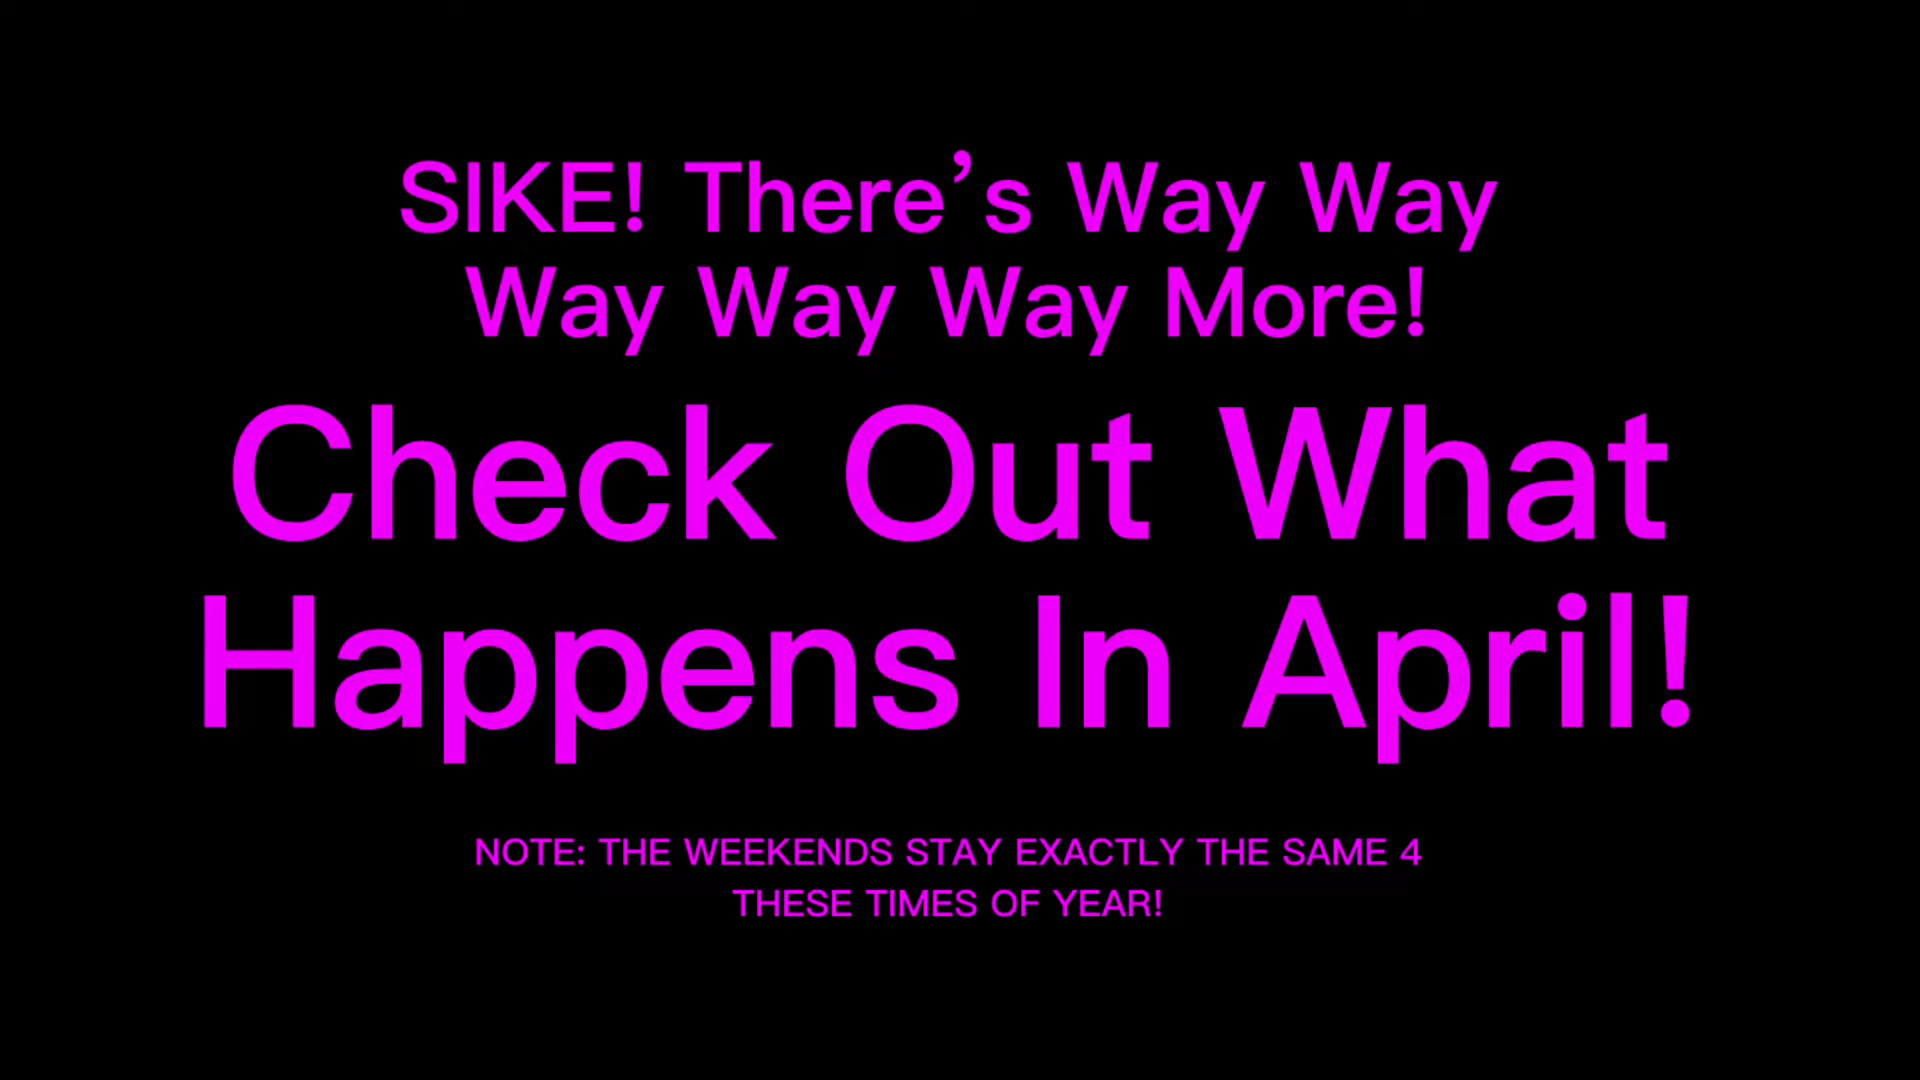 SIKE! There’s Way Way
Way Way Way More!
Check Out What
Happens In April!
NOTE: THE WEEKENDS STAY EXACTLY THE SAME 4
THESE TIMES OF YEAR!